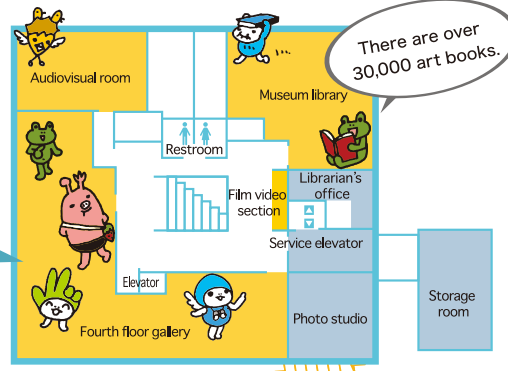 There are over
30,000 art books.
Audiovisual room
Museum library
Restroom
Librarian's
office
Film video
section
Service elevator
Elevator
Fourth floor gallery
Photo studio
Storage
room